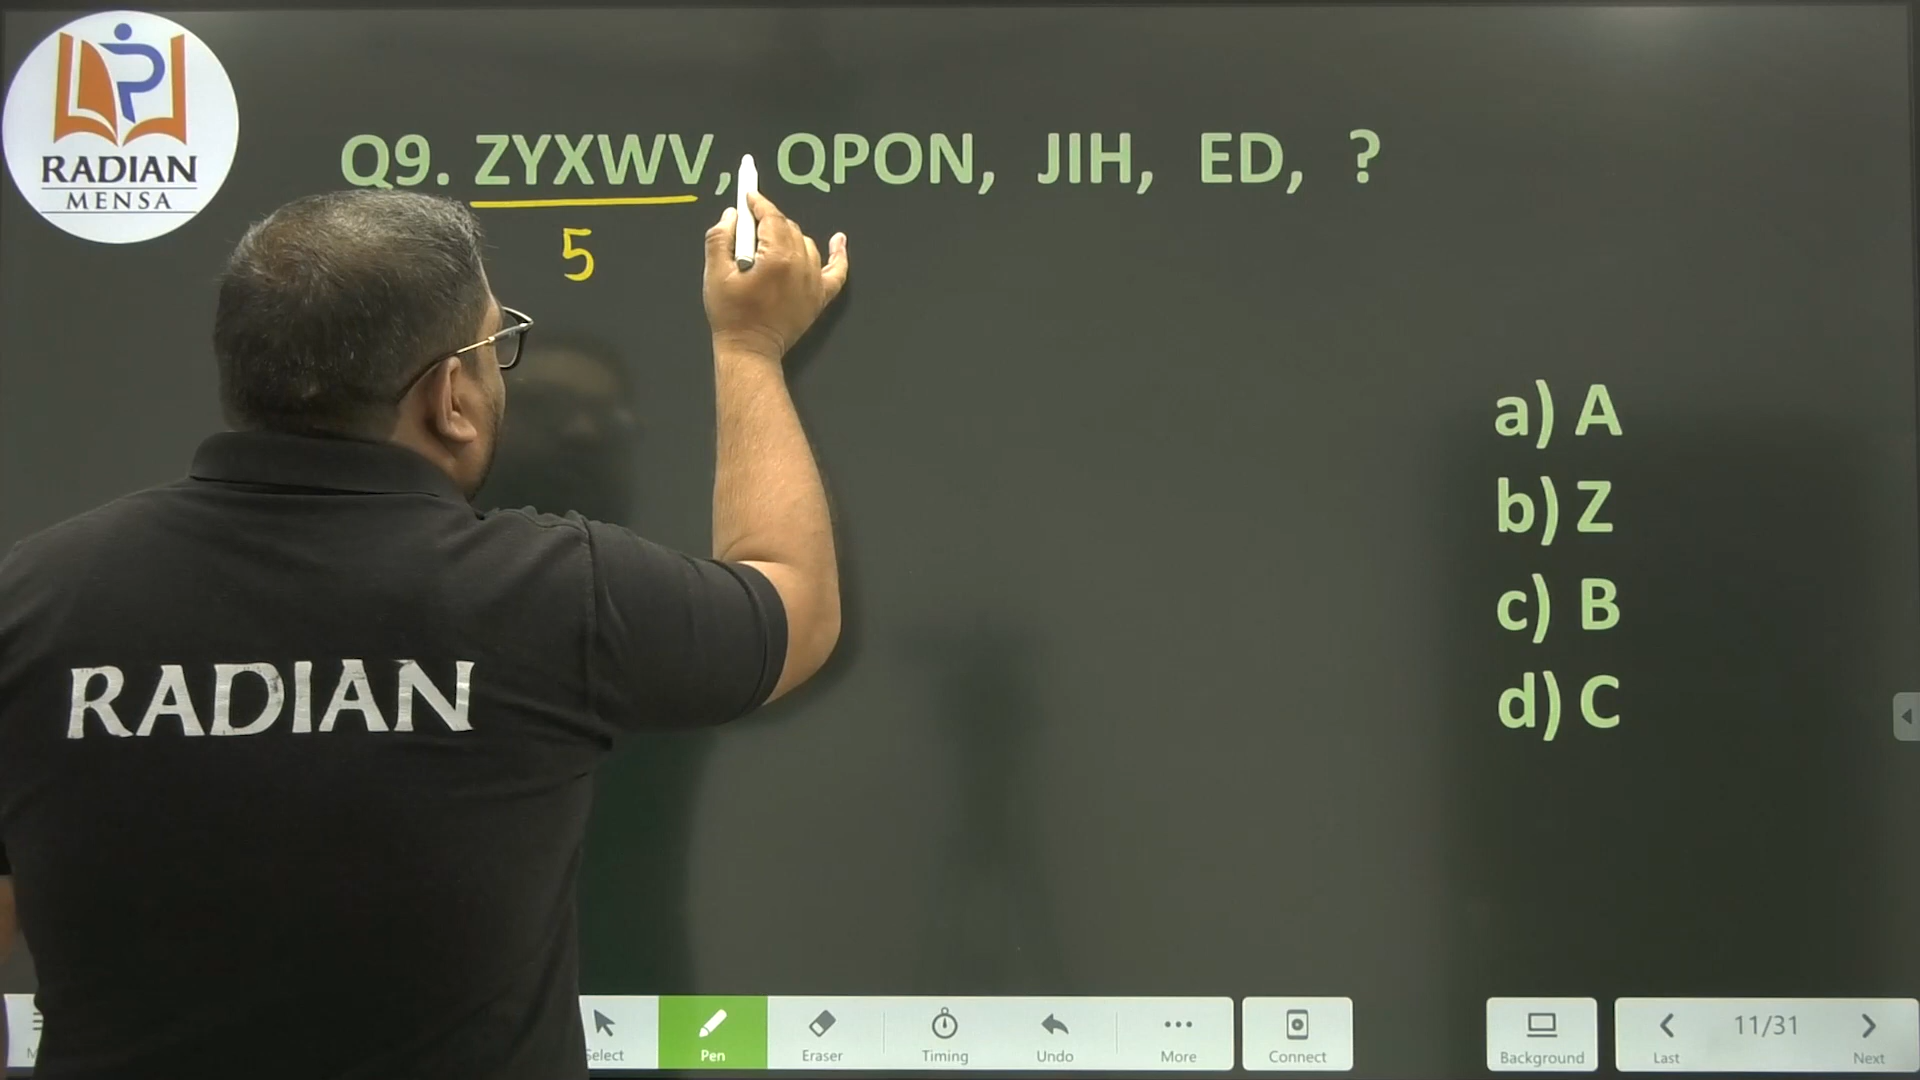 RADIAN
MENSA
Q9. ZYXWV, QPON, JIH, ED, ?
5
a) A
b) Z
c) B
d) C
RADIAN
Select
Pen
Eraser
Timing
Undo
More
Connect
Background
Last
11/31
Next